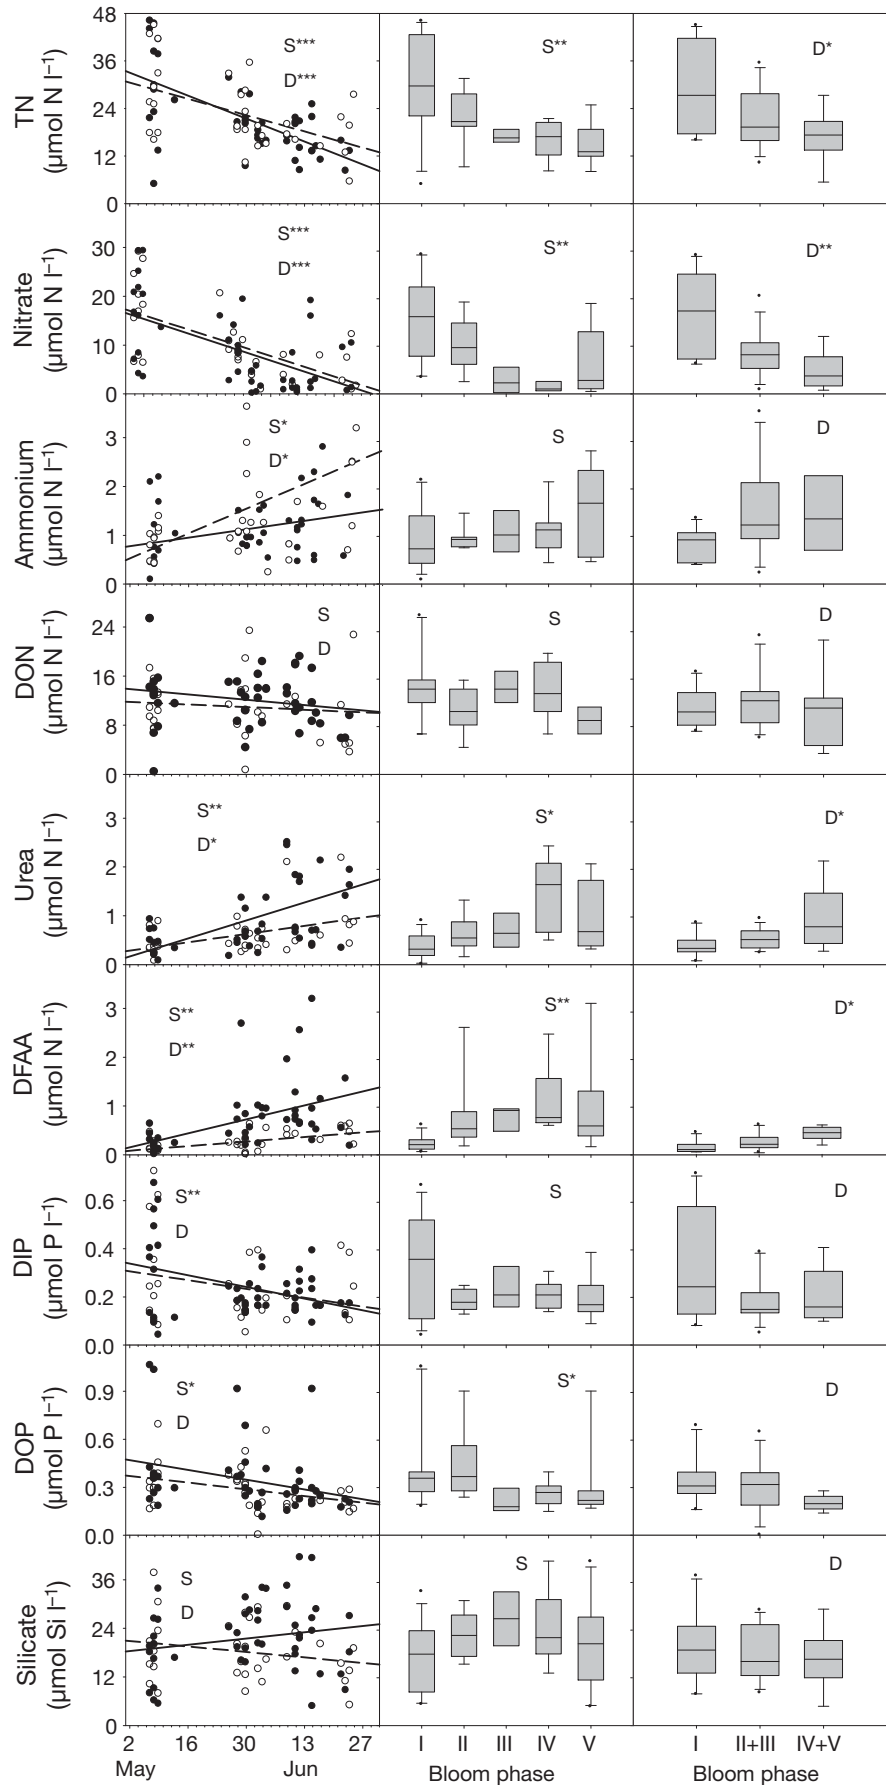 TN
(µmol N l⁻¹)
48
36
24
12
0
S***
D***
S**
D*
Nitrate
(µmol N l⁻¹)
30
20
10
0
S***
D***
S**
D**
Ammonium
(µmol N l⁻¹)
3
2
1
0
S*
D*
S
D
DON
(µmol N l⁻¹)
24
16
8
0
S
D
S
D
Urea
(µmol N l⁻¹)
3
2
1
0
S**
D*
S*
D*
DFAA
(µmol N l⁻¹)
3
2
1
0
S**
D**
S**
D*
DIP
(µmol P l⁻¹)
0.6
0.4
0.2
0.0
S**
D
S
D
DOP
(µmol P l⁻¹)
0.9
0.6
0.3
0.0
S*
D
S*
D
Silicate
(µmol Si l⁻¹)
36
24
12
0
S
D
S
D
2 16 30 13 27
May Jun
I II III IV V
Bloom phase
I II+III IV+V
Bloom phase